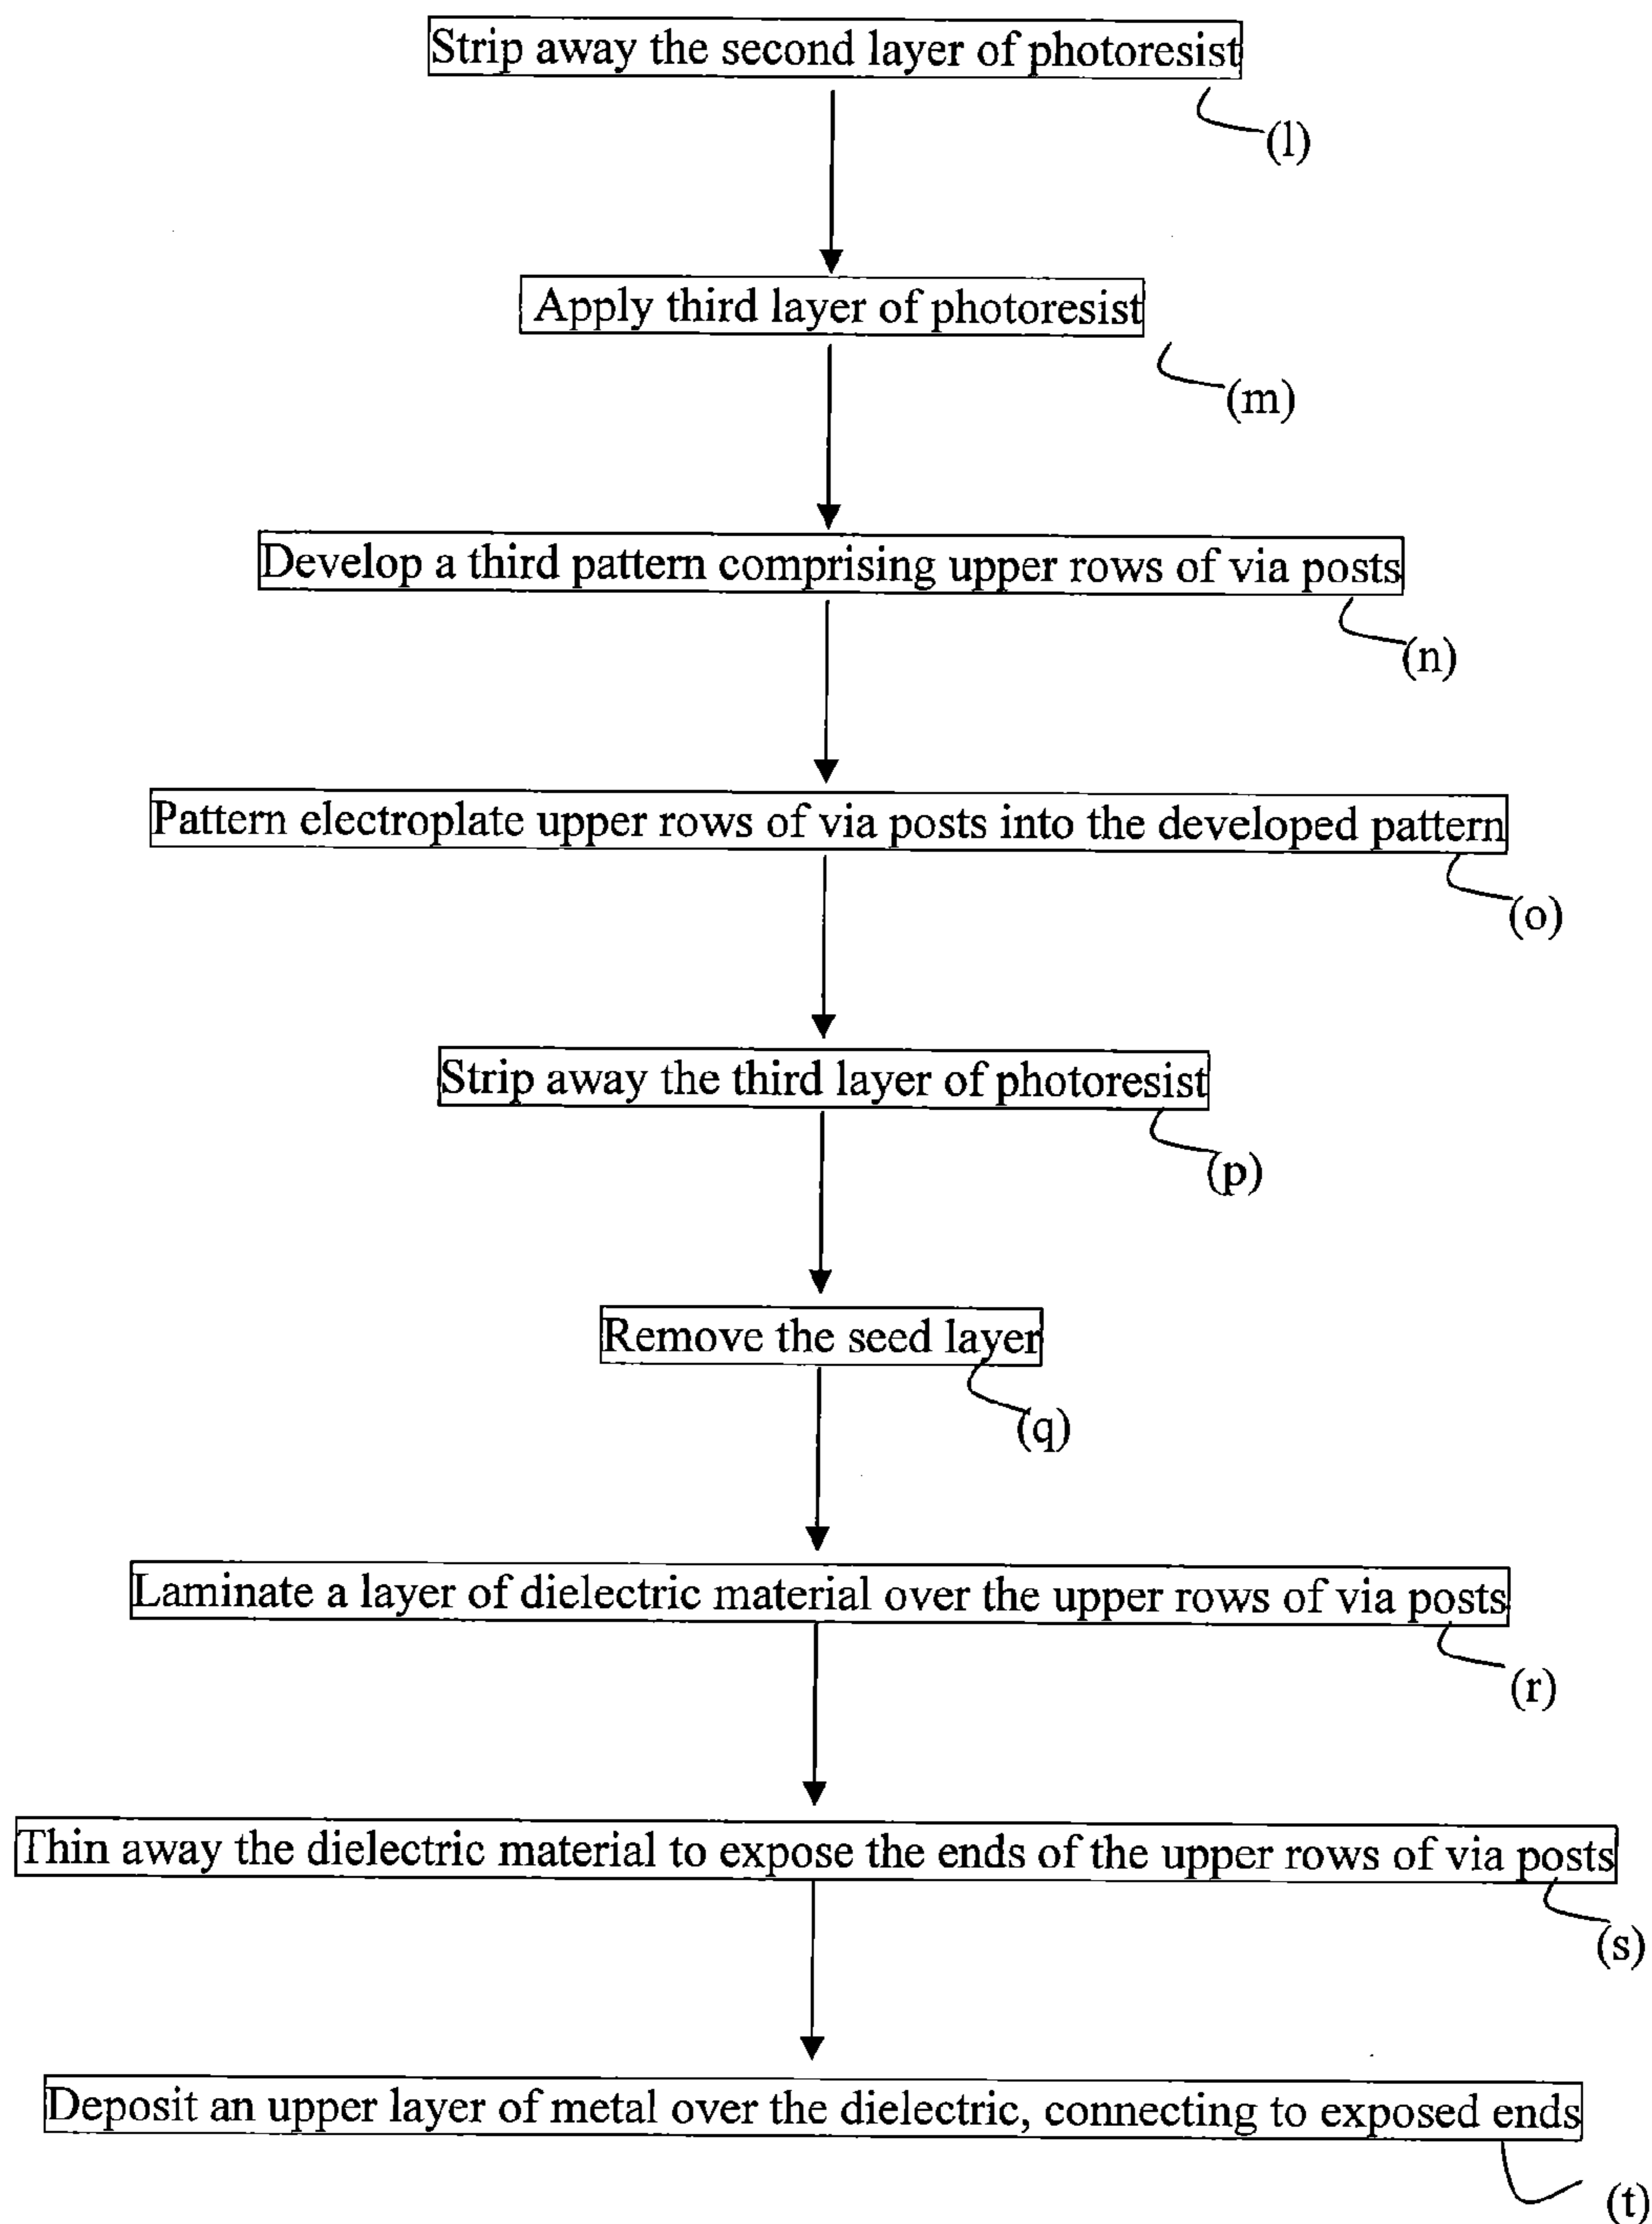 Strip away the second layer of photoresist
(l)
Apply third layer of photoresist
(m)
Develop a third pattern comprising upper rows of via posts
(n)
Pattern electroplate upper rows of via posts into the developed pattern
(o)
Strip away the third layer of photoresist
(p)
Remove the seed layer
(q)
Laminate a layer of dielectric material over the upper rows of via posts
(r)
Thin away the dielectric material to expose the ends of the upper rows of via posts
(s)
Deposit an upper layer of metal over the dielectric, connecting to exposed ends
(t)